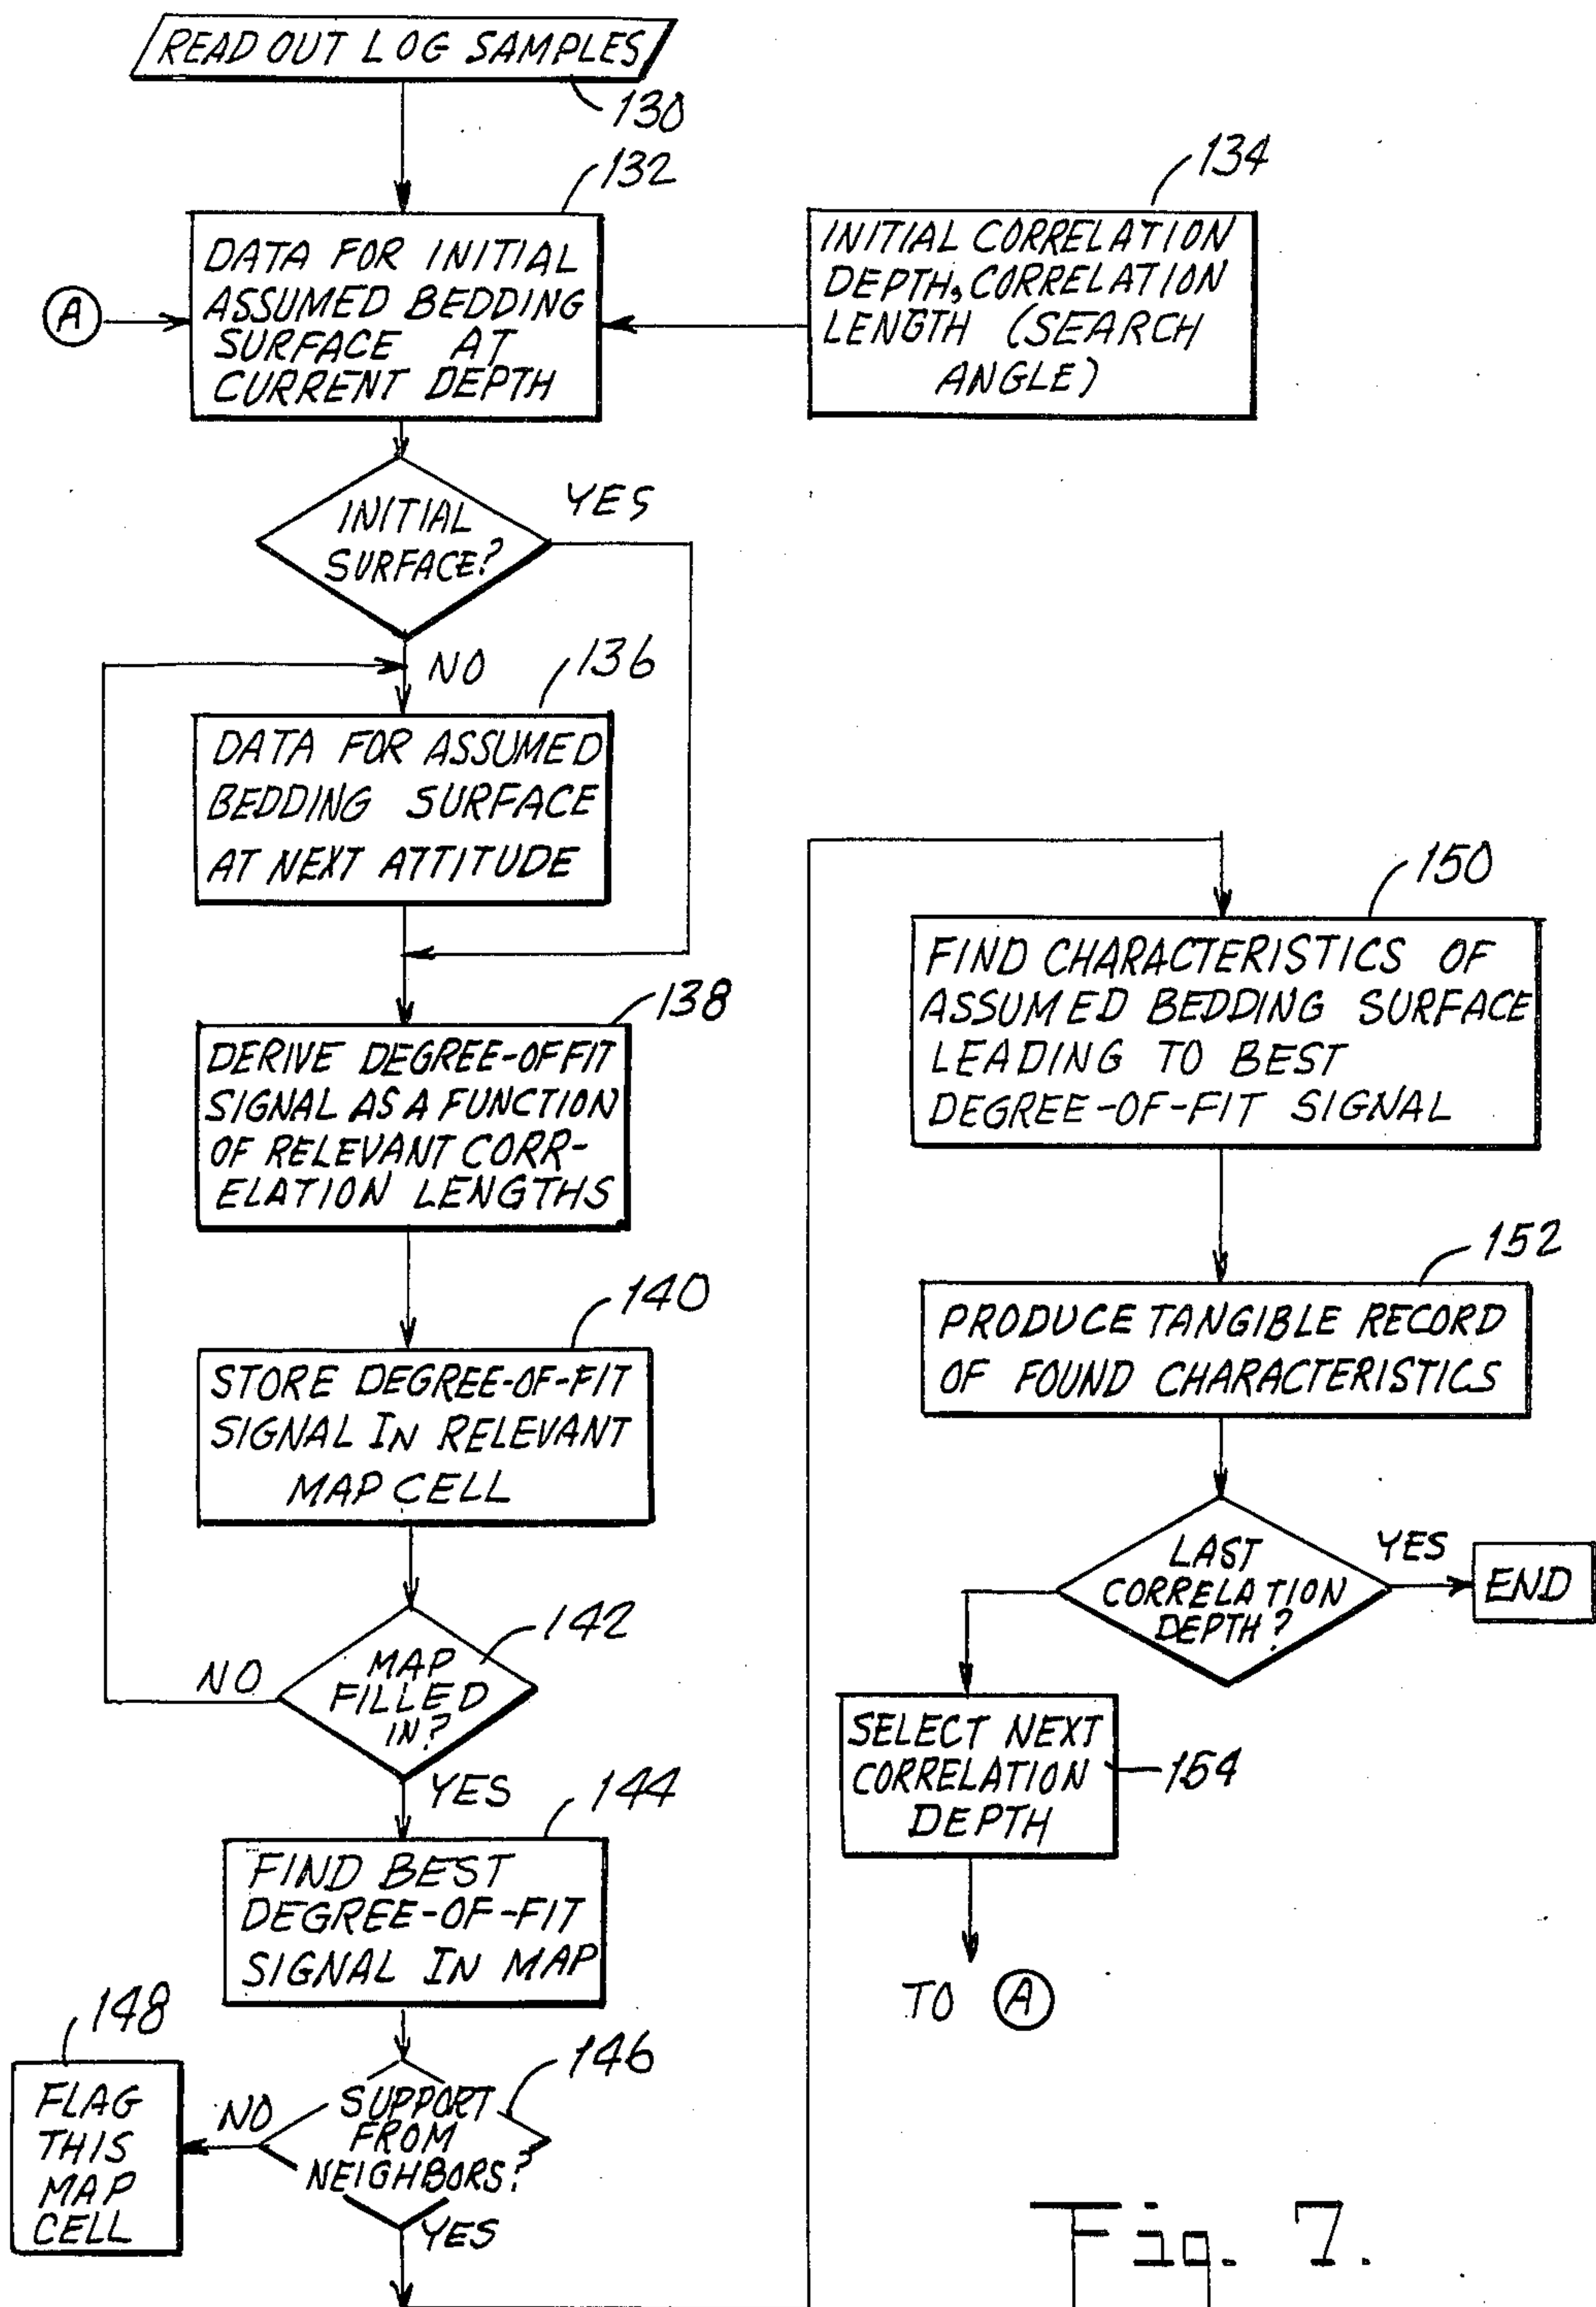 READ OUT LOG SAMPLES
130
132
134
DATA FOR INITIAL
ASSUMED BEDDING
SURFACE AT
CURRENT DEPTH
A
INITIAL CORRELATION
DEPTH, CORRELATION
LENGTH (SEARCH
ANGLE)
INITIAL
SURFACE?
YES
NO
136
DATA FOR ASSUMED
BEDDING SURFACE
AT NEXT ATTITUDE
138
DERIVE DEGREE-OF FIT
SIGNAL AS A FUNCTION
OF RELEVANT CORR-
ELATION LENGTHS
140
STORE DEGREE-OF-FIT
SIGNAL IN RELEVANT
MAP CELL
142
MAP
FILLED
IN?
NO
YES
144
FIND BEST
DEGREE-OF-FIT
SIGNAL IN MAP
146
SUPPORT
FROM
NEIGHBORS?
NO
148
FLAG
THIS
MAP
CELL
YES
150
FIND CHARACTERISTICS OF
ASSUMED BEDDING SURFACE
LEADING TO BEST
DEGREE-OF-FIT SIGNAL
152
PRODUCE TANGIBLE RECORD
OF FOUND CHARACTERISTICS
LAST
CORRELATION
DEPTH?
YES
END
SELECT NEXT
CORRELATION
DEPTH
154
TO A
Fig. 7.